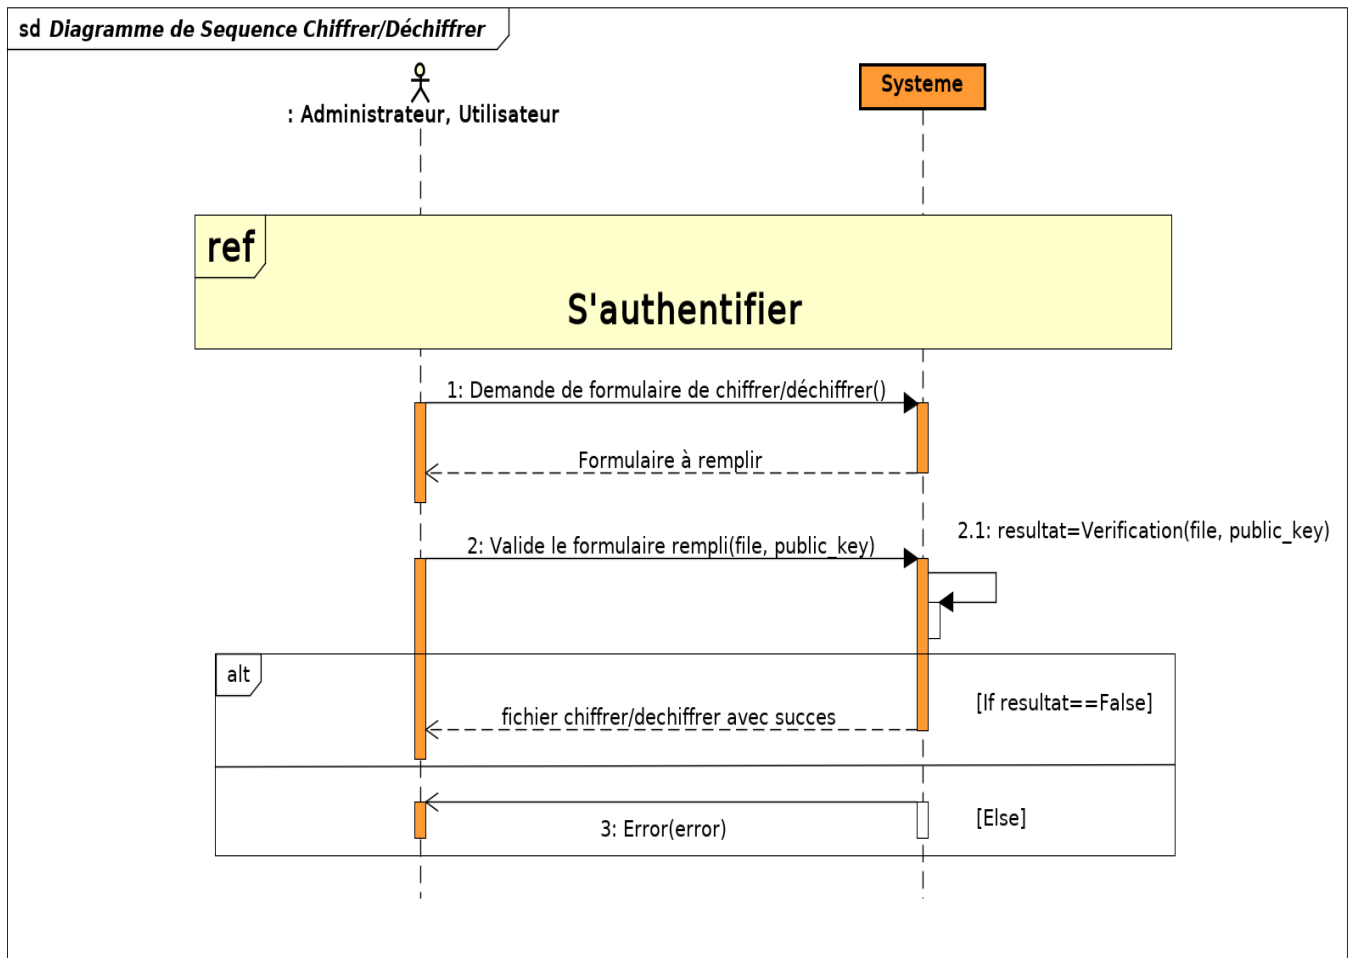 sd Diagramme de Sequence Chiffrer/Déchiffrer
: Administrateur, Utilisateur
Systeme
ref
S'authentifier
1: Demande de formulaire de chiffrer/déchiffrer()
Formulaire à remplir
2.1: resultat=Verification(file, public_key)
2: Valide le formulaire rempli(file, public_key)
alt
[If resultat==False]
fichier chiffrer/dechiffrer avec succes
[Else]
3: Error(error)